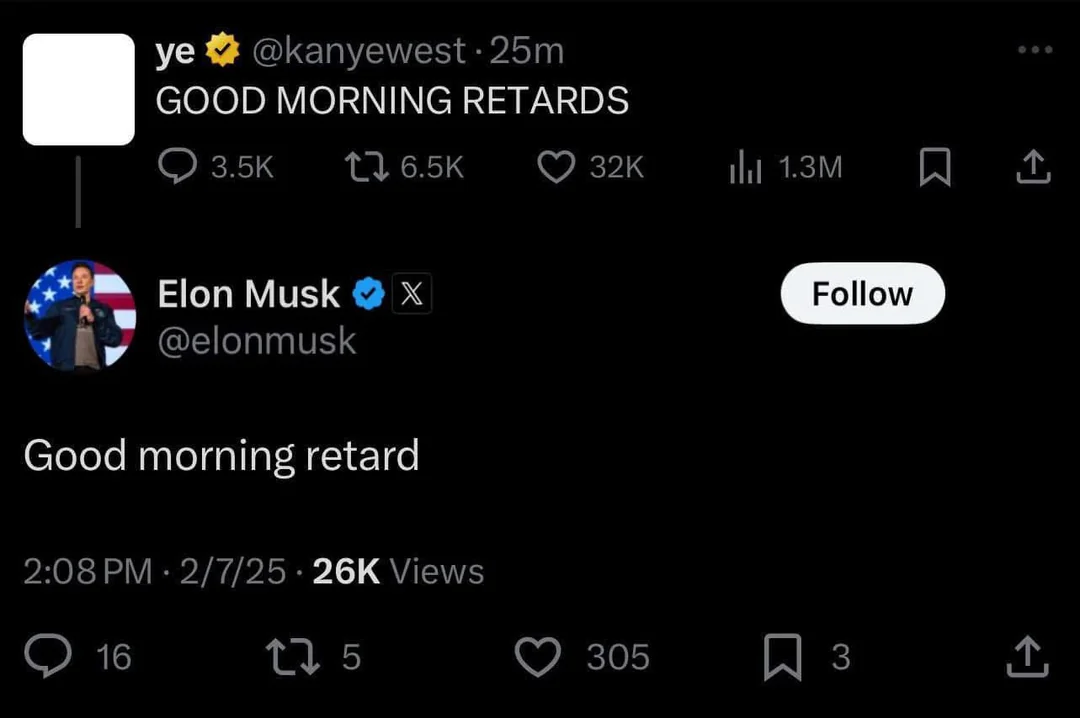 ye @kanyewest · 25m
GOOD MORNING RETARDS
3.5K 6.5K 32K 1.3M
Elon Musk X
@elonmusk
Follow
Good morning retard
2:08 PM · 2/7/25 · 26K Views
16 5 305 3